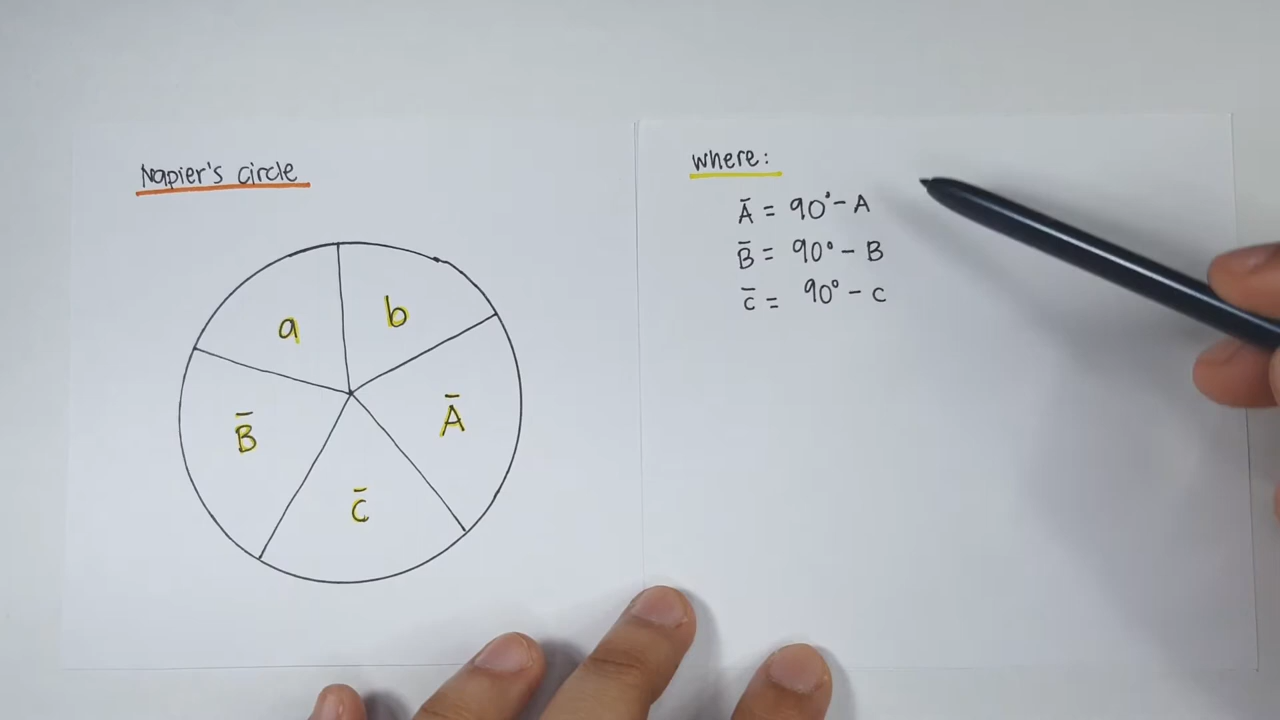 Napier's circle
a
b
B̄
Ā
c̄
where:
Ā = 90° - A
B̄ = 90° - B
c̄ = 90° - c